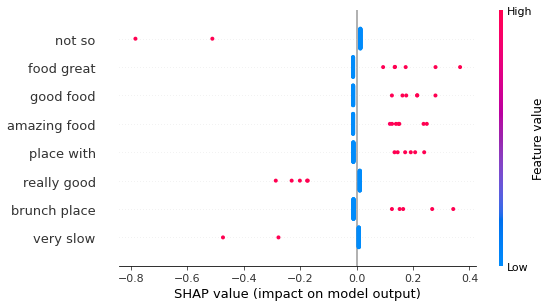 High
not so
food great
good food
amazing food
place with
really good
brunch place
very slow
Feature value
Low
−0.8 −0.6 −0.4 −0.2 0.0 0.2 0.4
SHAP value (impact on model output)